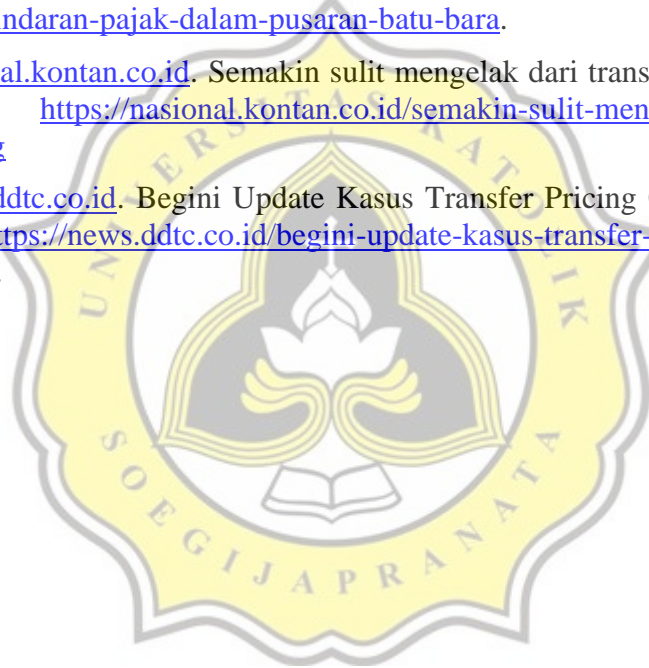 indaran-pajak-dalam-pusaran-batu-bara.
al.kontan.co.id. Semakin sulit mengelak dari trans
https://nasional.kontan.co.id/semakin-sulit-men
g
ddtc.co.id. Begini Update Kasus Transfer Pricing
ttps://news.ddtc.co.id/begini-update-kasus-transfer-
UNIVERSITAS KATOLIK
SOEGIJAPRANATA